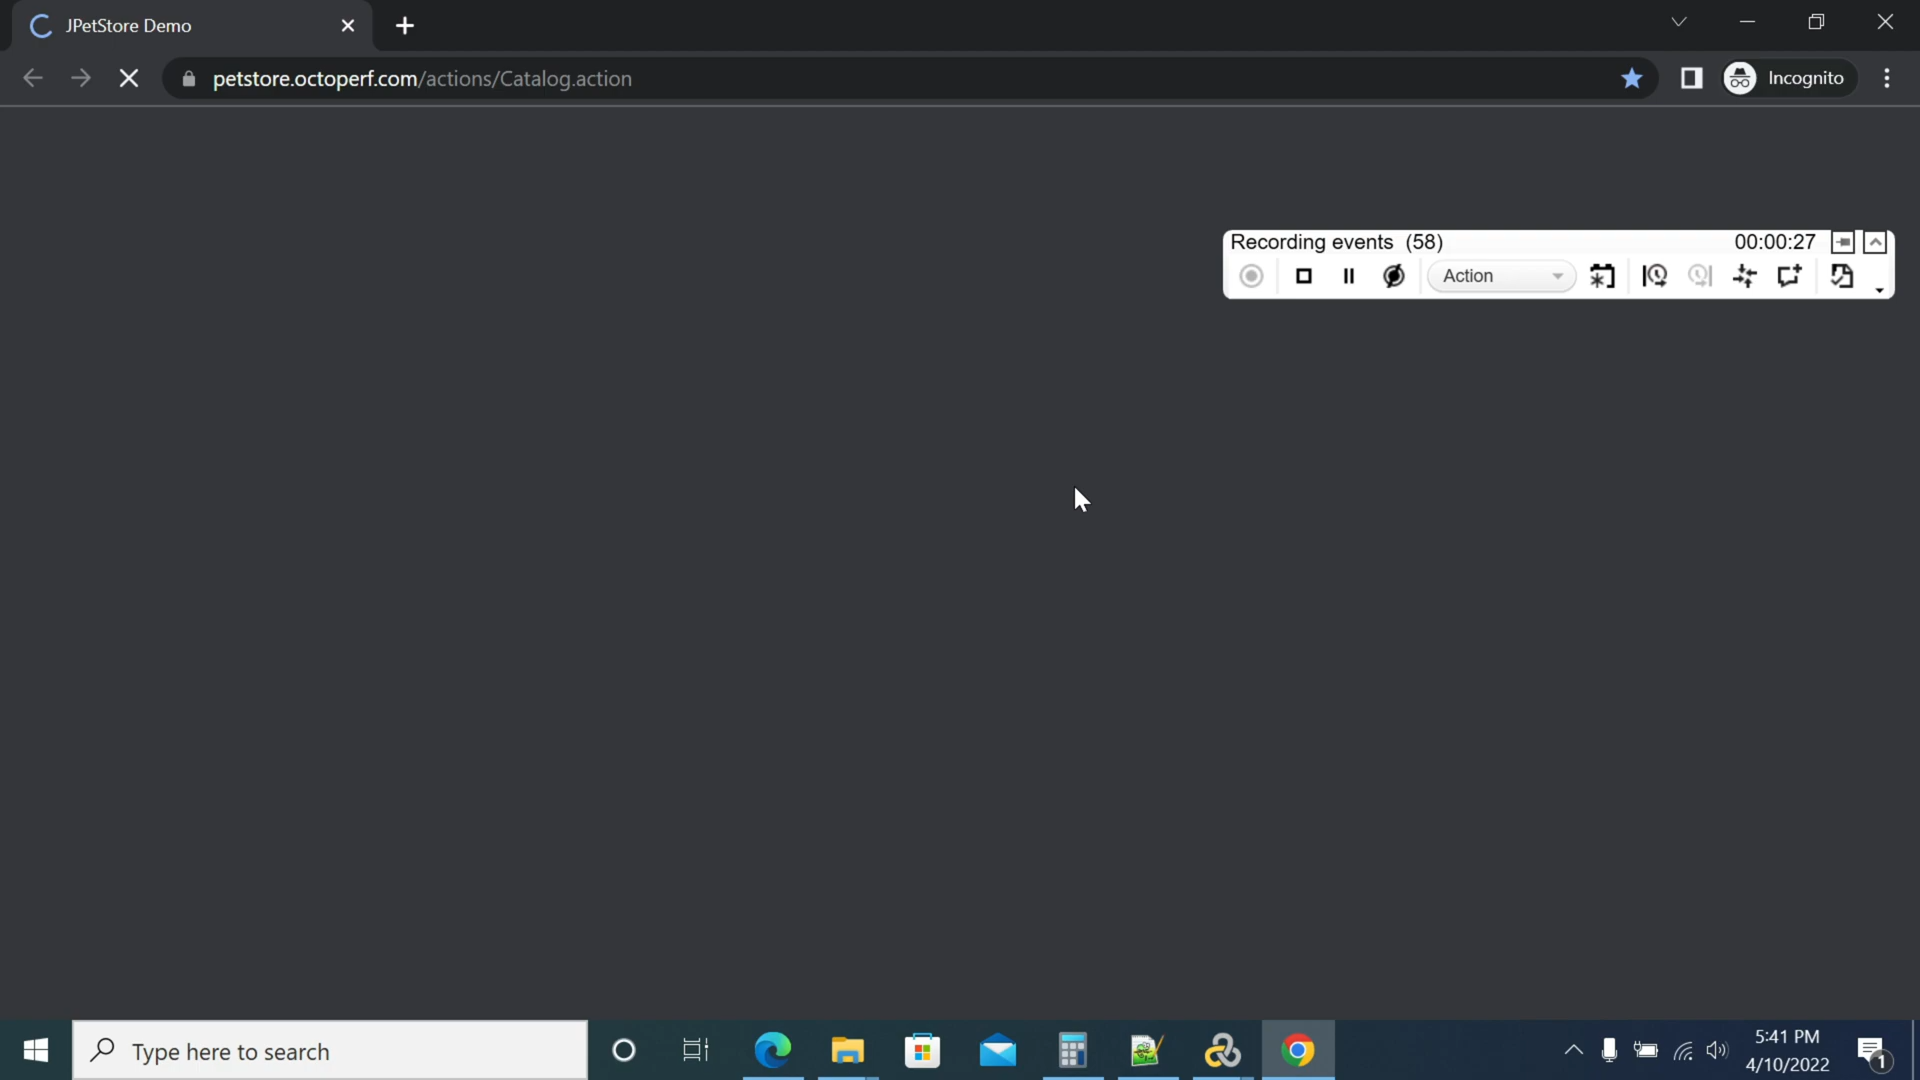 JPetStore Demo
petstore.octoperf.com/actions/Catalog.action
Incognito
Recording events (58) 00:00:27
Action
Type here to search
5:41 PM
4/10/2022
1